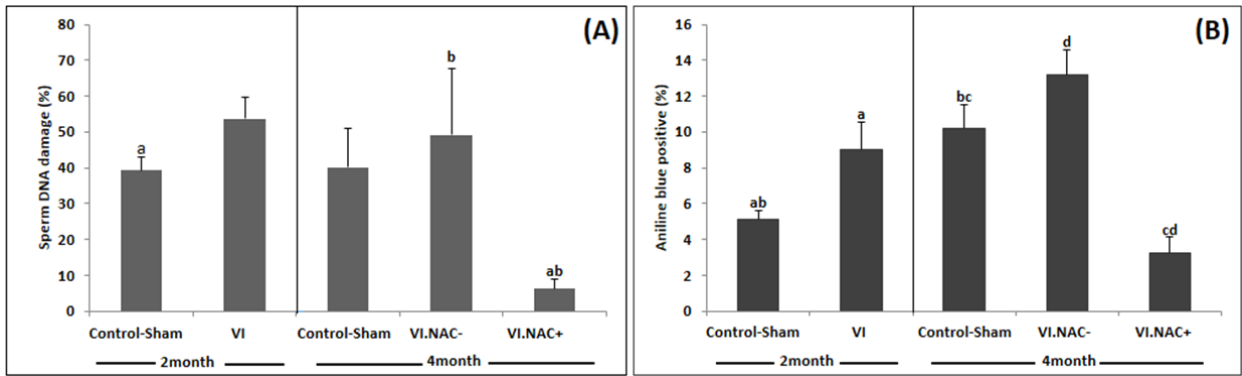 (A)
Sperm DNA damage (%)
80
70
60
50
40
30
20
10
0
a
b
ab
Control-Sham VI Control-Sham VI.NAC- VI.NAC+
2month 4month
(B)
Aniline blue positive (%)
16
14
12
10
8
6
4
2
0
ab
a
bc
d
cd
Control-Sham VI Control-Sham VI.NAC- VI.NAC+
2month 4month